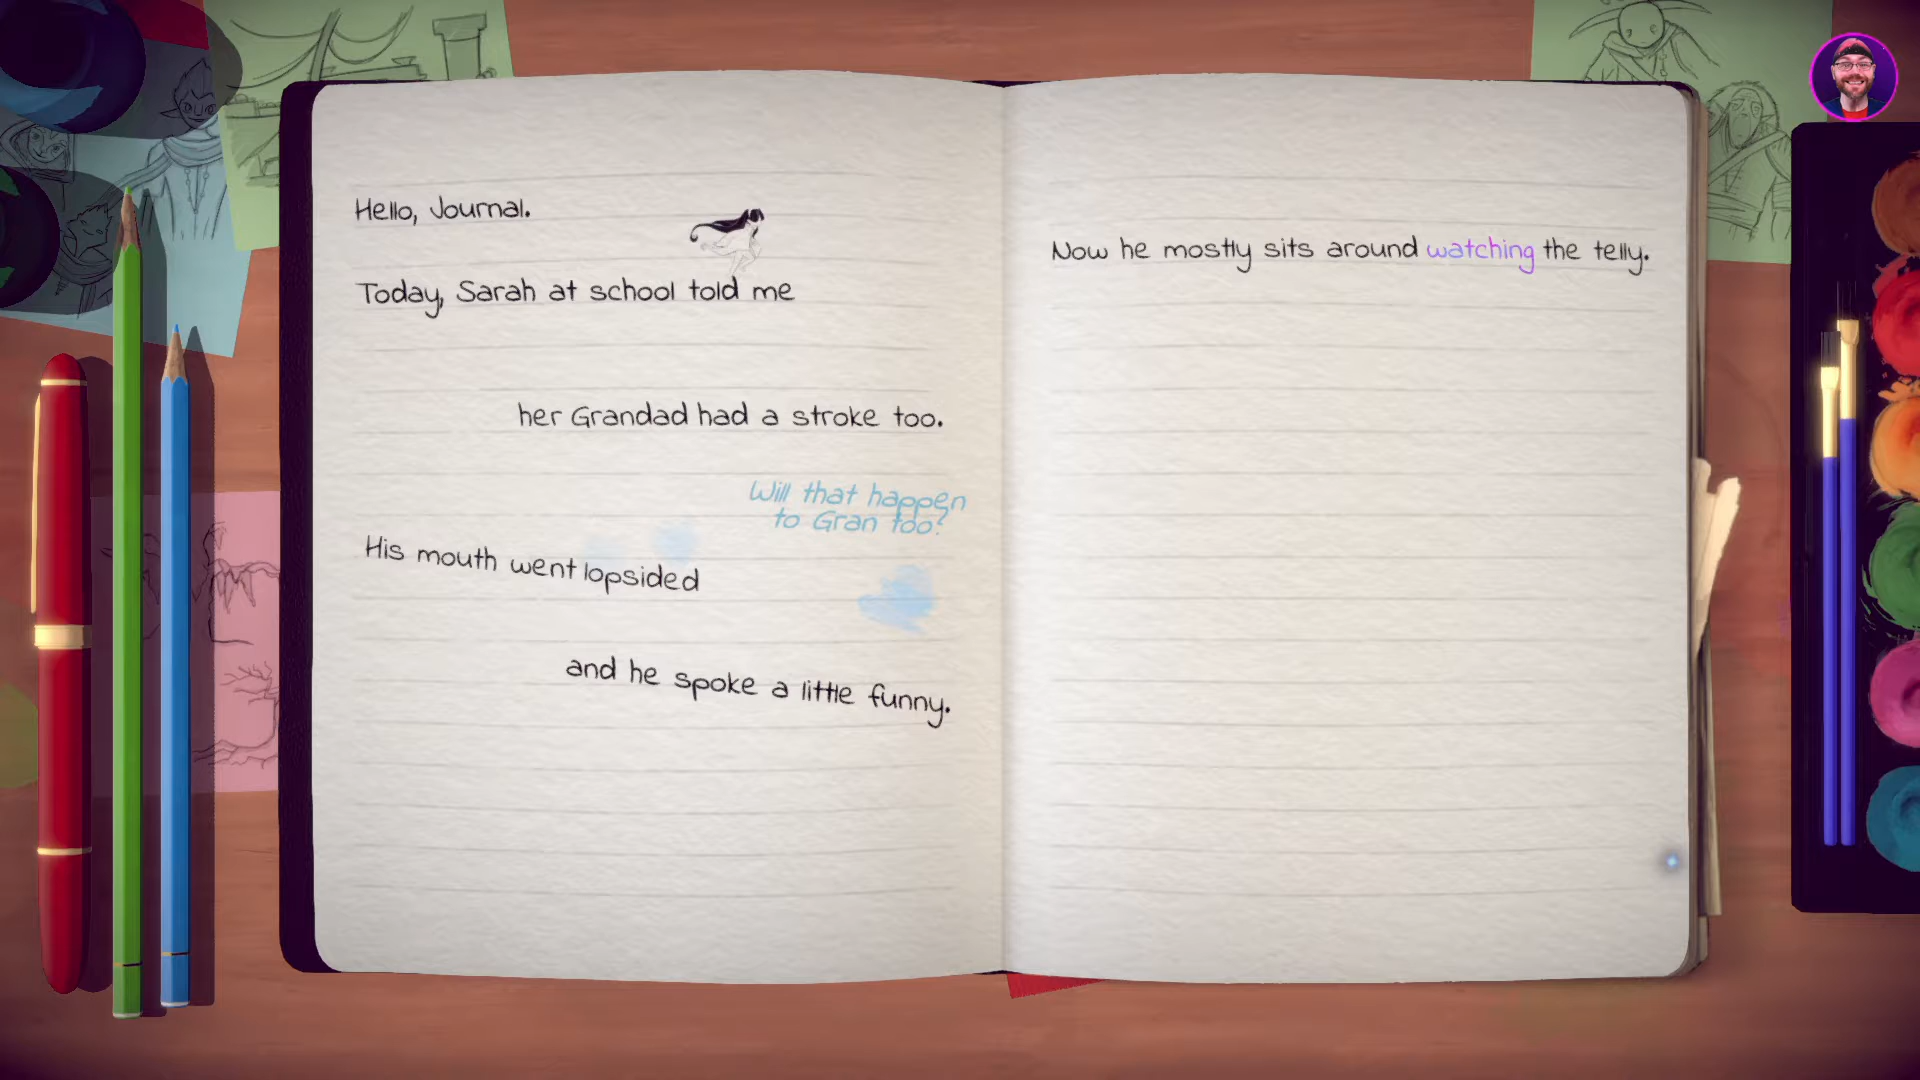 Hello, Journal.
Today, Sarah at school told me
her Grandad had a stroke too.
Will that happen
to Gran too?
His mouth went lopsided
and he spoke a little funny.
Now he mostly sits around watching the telly.